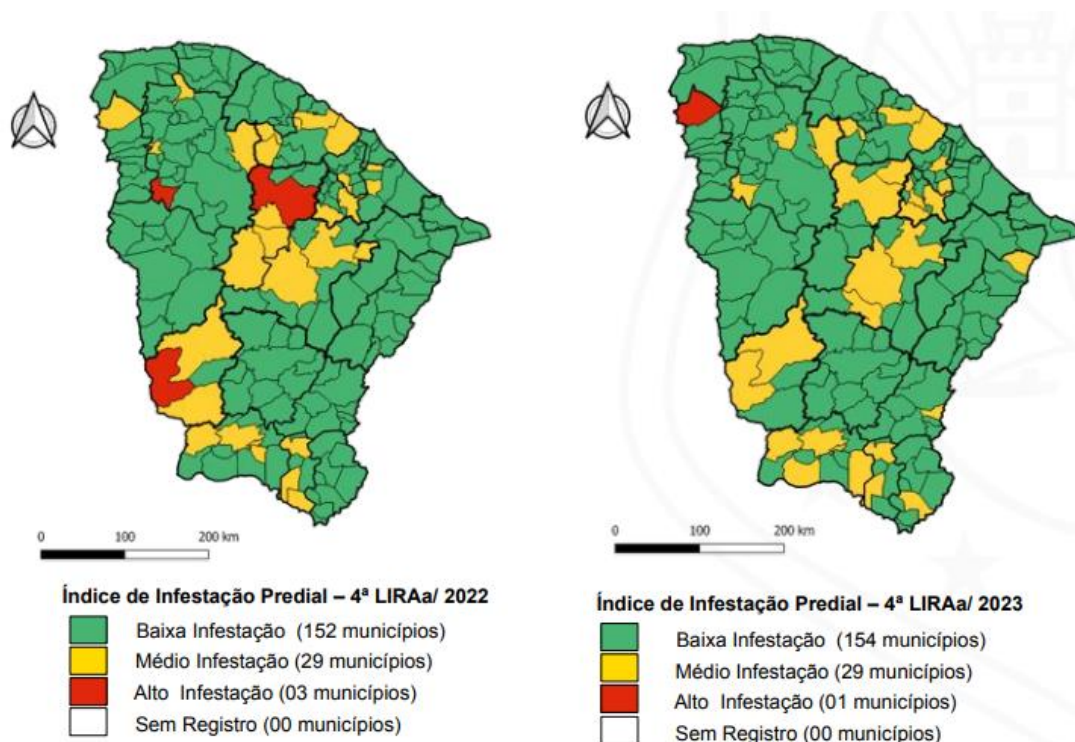 0 100 200 km
Índice de Infestação Predial – 4ª LIRAa/ 2022
Baixa Infestação (152 municípios)
Médio Infestação (29 municípios)
Alto Infestação (03 municípios)
Sem Registro (00 municípios)
0 100 200 km
Índice de Infestação Predial – 4ª LIRAa/ 2023
Baixa Infestação (154 municípios)
Médio Infestação (29 municípios)
Alto Infestação (01 municípios)
Sem Registro (00 municípios)